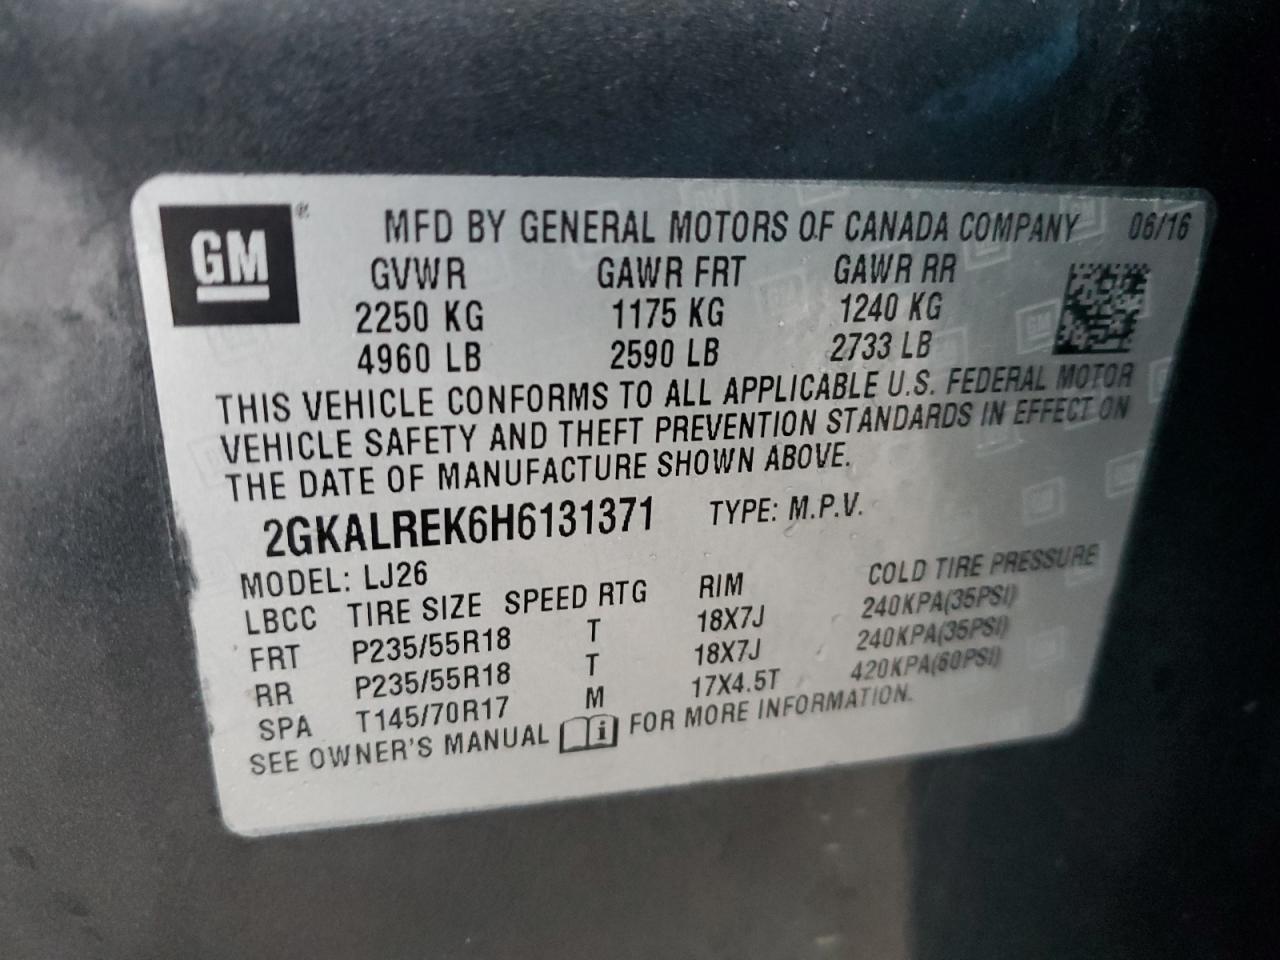 GM ®
MFD BY GENERAL MOTORS OF CANADA COMPANY 06/16
GVWR GAWR FRT GAWR RR
2250 KG 1175 KG 1240 KG
4960 LB 2590 LB 2733 LB
THIS VEHICLE CONFORMS TO ALL APPLICABLE U.S. FEDERAL MOTOR
VEHICLE SAFETY AND THEFT PREVENTION STANDARDS IN EFFECT ON
THE DATE OF MANUFACTURE SHOWN ABOVE.
2GKALREK6H6131371 TYPE: M.P.V.
MODEL: LJ26
LBCC TIRE SIZE SPEED RTG RIM COLD TIRE PRESSURE
FRT P235/55R18 T 18X7J 240KPA(35PSI)
RR P235/55R18 T 18X7J 240KPA(35PSI)
SPA T145/70R17 M 17X4.5T 420KPA(60PSI)
SEE OWNER'S MANUAL i FOR MORE INFORMATION.